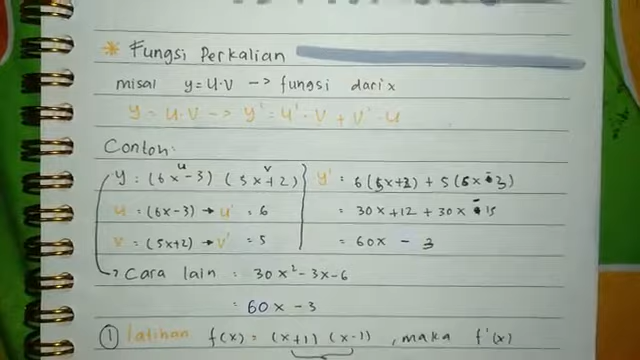 * Fungsi Perkalian
misal y = u·v → fungsi dari x
y = u·v → y' = u'·v + v'·u
Contoh:
u v
y = (6x-3) (5x+2) y' = 6(5x+2) + 5(6x-3)
u = (6x-3) → u' = 6 = 30x+12 + 30x - 15
v = (5x+2) → v' = 5 = 60x - 3
→ Cara lain = 30x² - 3x - 6
= 60x - 3
① latihan f(x) = (x+1) (x-1) , maka f'(x)